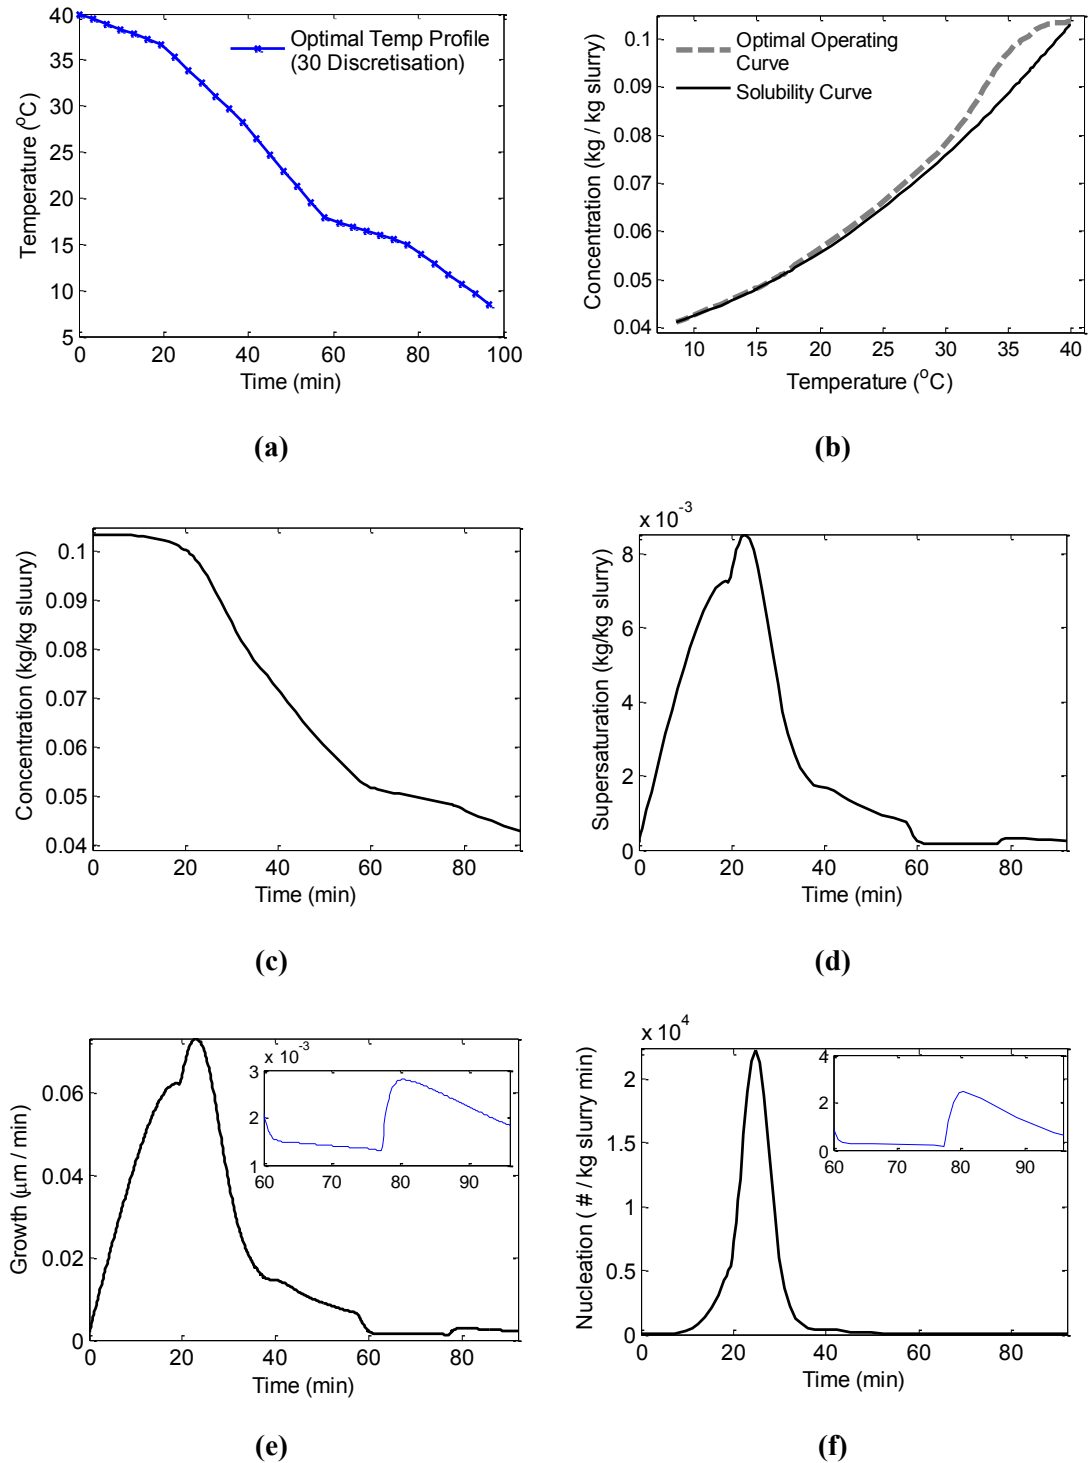 40
35
30
25
20
15
10
5
0 20 40 60 80 100
Temperature (°C)
Time (min)
Optimal Temp Profile
(30 Discretisation)
(a)
0.1
0.09
0.08
0.07
0.06
0.05
0.04
10 15 20 25 30 35 40
Concentration (kg / kg slurry)
Temperature (°C)
Optimal Operating
Curve
Solubility Curve
(b)
0.1
0.09
0.08
0.07
0.06
0.05
0.04
0 20 40 60 80
Concentration (kg/kg sluury)
Time (min)
(c)
x 10⁻³
8
6
4
2
0
0 20 40 60 80
Supersaturation (kg/kg slurry)
Time (min)
(d)
0.06
0.04
0.02
0
0 20 40 60 80
Growth (μm / min)
Time (min)
x 10⁻³
3
2
1
60 70 80 90
(e)
x 10⁴
2
1.5
1
0.5
0
0 20 40 60 80
Nucleation ( # / kg slurry min)
Time (min)
4
2
0
60 70 80 90
(f)